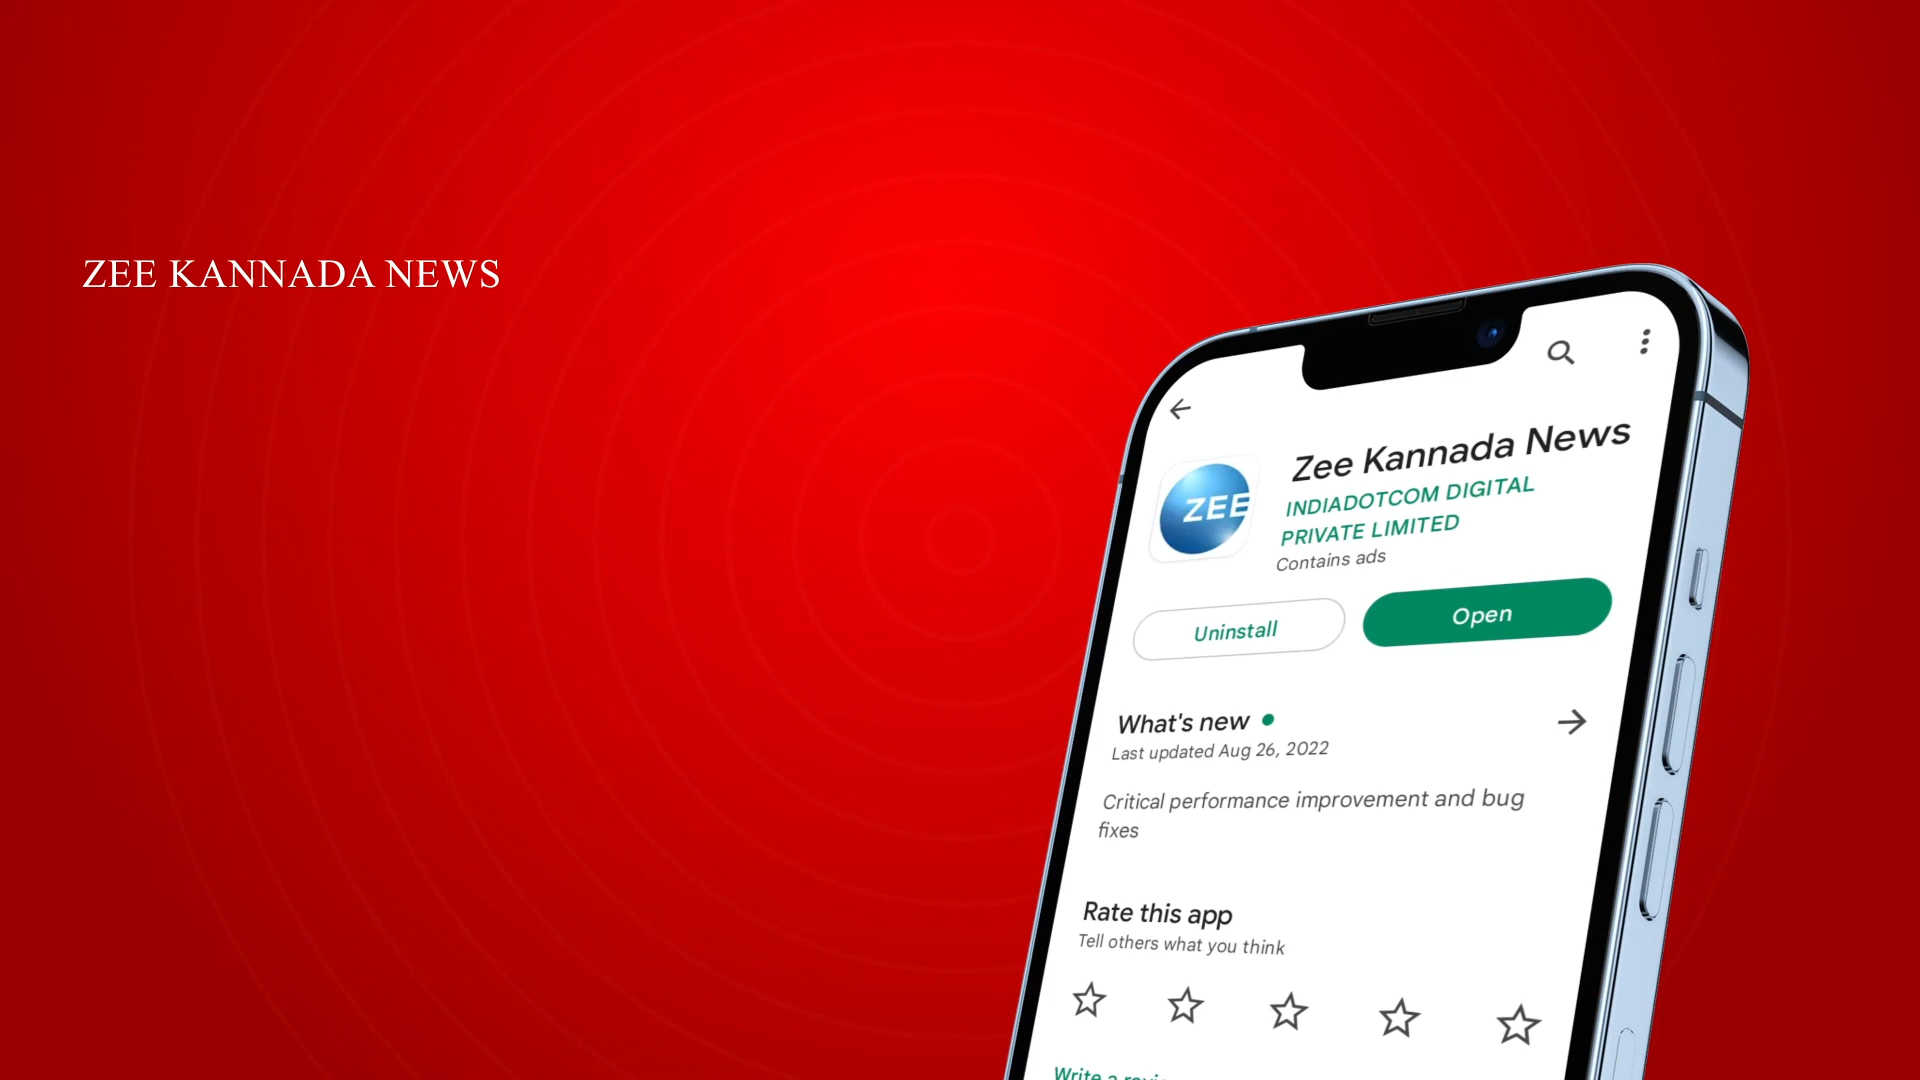 ZEE KANNADA NEWS
Zee Kannada News
ZEE
INDIADOTCOM DIGITAL
PRIVATE LIMITED
Contains ads
Uninstall
Open
What's new
Last updated Aug 26, 2022
Critical performance improvement and bug
fixes
Rate this app
Tell others what you think
Write a